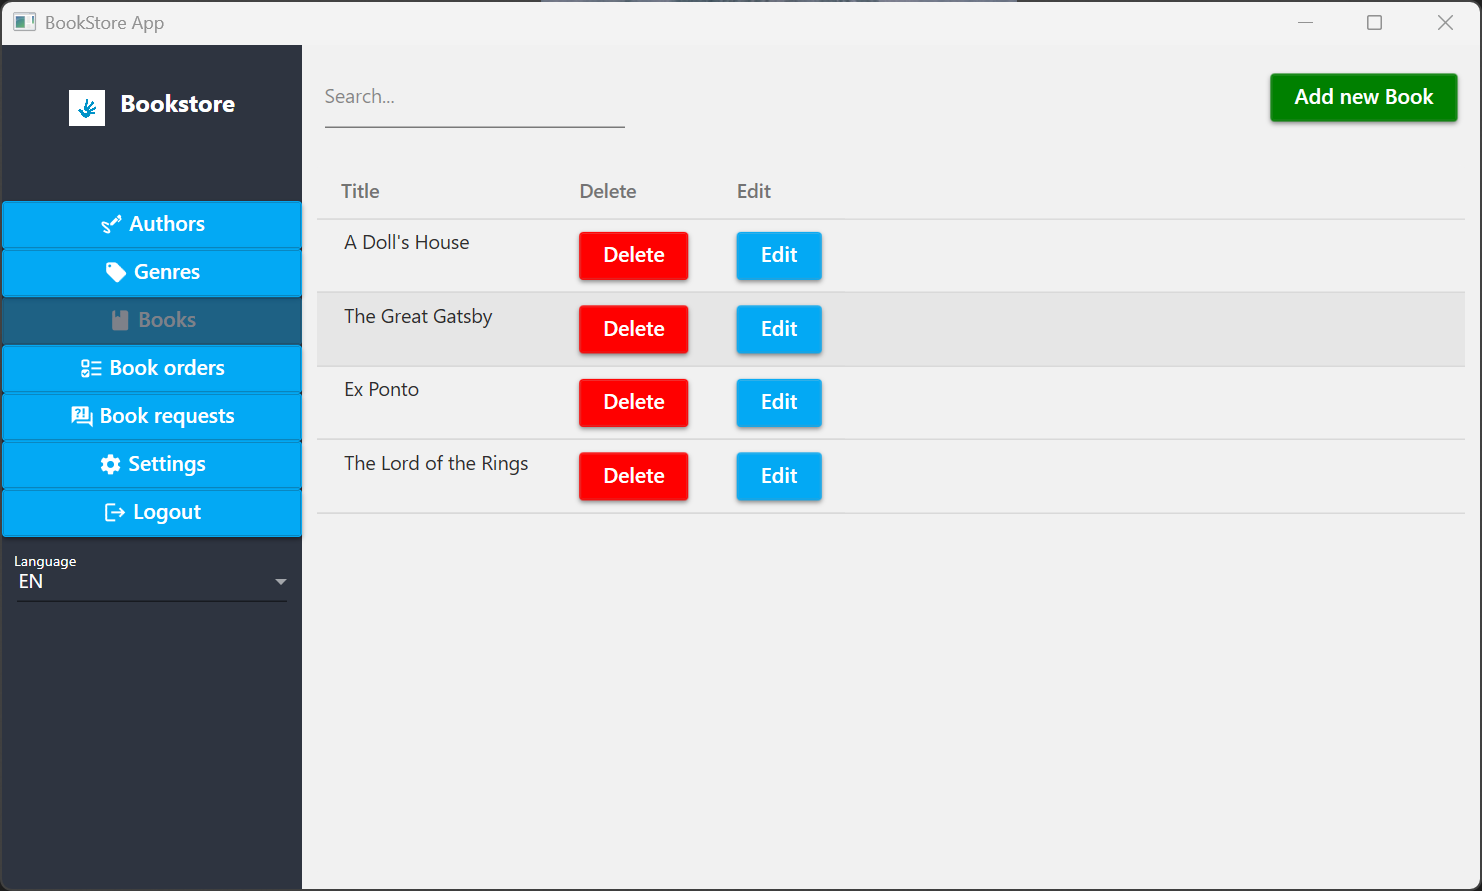 BookStore App
Bookstore
Authors
Genres
Books
Book orders
Book requests
Settings
Logout
Language
EN
Search...
Add new Book
Title Delete Edit
A Doll's House Delete Edit
The Great Gatsby Delete Edit
Ex Ponto Delete Edit
The Lord of the Rings Delete Edit